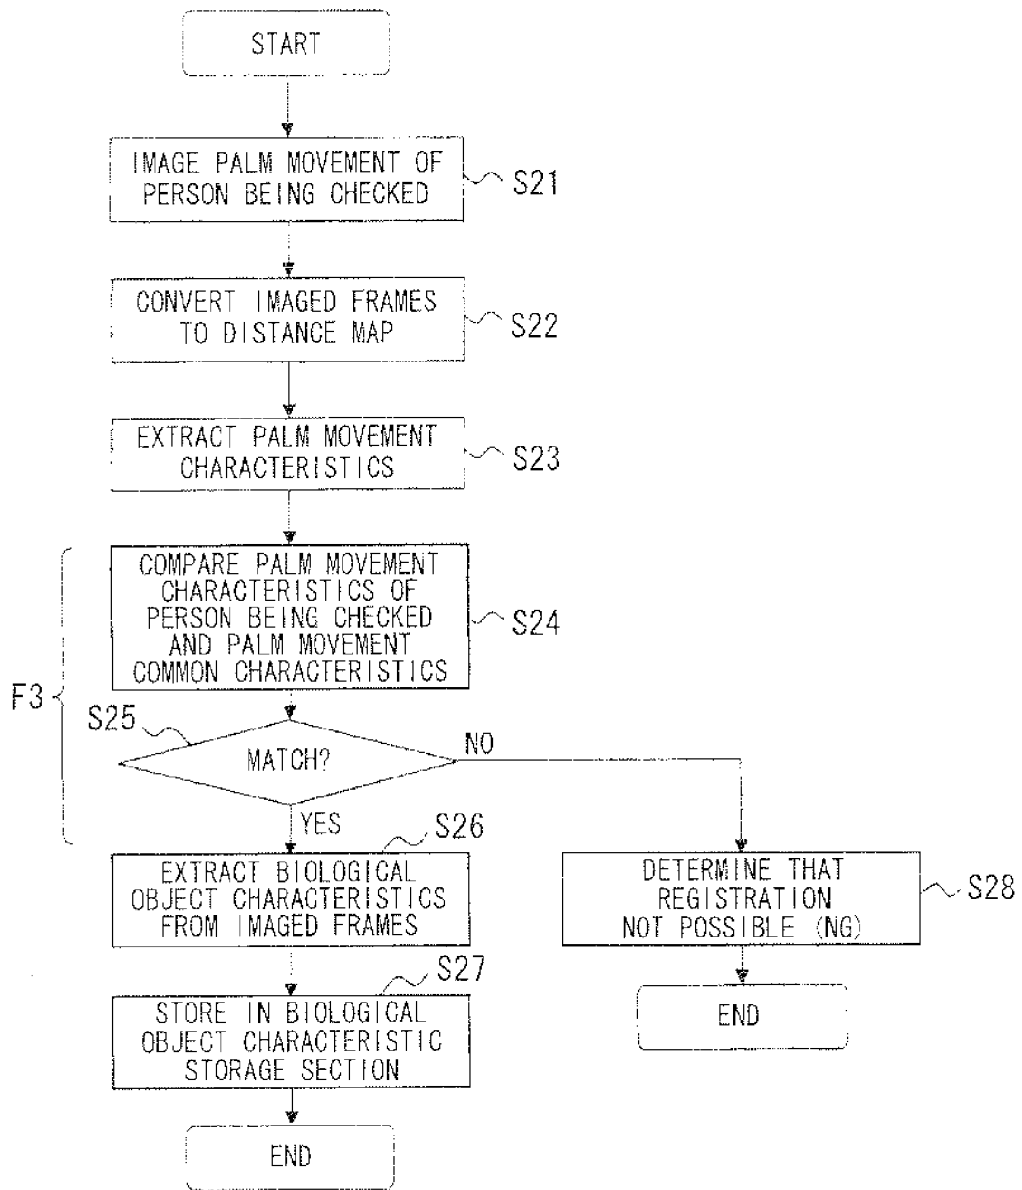 START
IMAGE PALM MOVEMENT OF
PERSON BEING CHECKED
S21
CONVERT IMAGED FRAMES
TO DISTANCE MAP
S22
EXTRACT PALM MOVEMENT
CHARACTERISTICS
S23
COMPARE PALM MOVEMENT
CHARACTERISTICS OF
PERSON BEING CHECKED
AND PALM MOVEMENT
COMMON CHARACTERISTICS
S24
F3
S25
MATCH?
NO
YES
S26
EXTRACT BIOLOGICAL
OBJECT CHARACTERISTICS
FROM IMAGED FRAMES
DETERMINE THAT
REGISTRATION
NOT POSSIBLE (NG)
S28
S27
STORE IN BIOLOGICAL
OBJECT CHARACTERISTIC
STORAGE SECTION
END
END